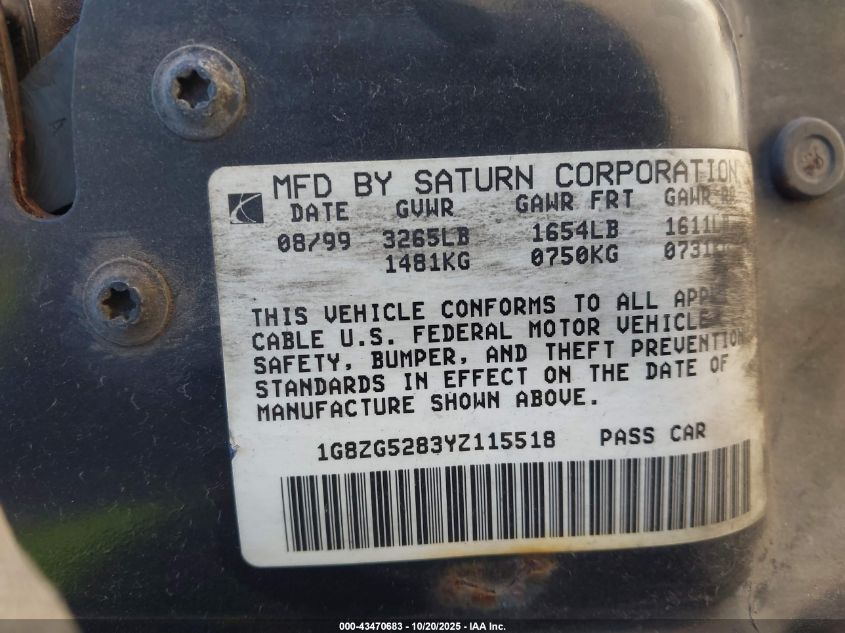 MFD BY SATURN CORPORATION
DATE GVWR GAWR FRT GAWR
08/99 3265LB 1654LB
1481KG 0750KG
THIS VEHICLE CONFORMS TO ALL
CABLE U.S. FEDERAL MOTOR VEHICLE
SAFETY, BUMPER, AND THEFT PREVENTION
STANDARDS IN EFFECT ON THE DATE OF
MANUFACTURE SHOWN ABOVE.
1G8ZG5283YZ115518 PASS CAR
000-43470683 | 10/20/2025 - IAA Inc.